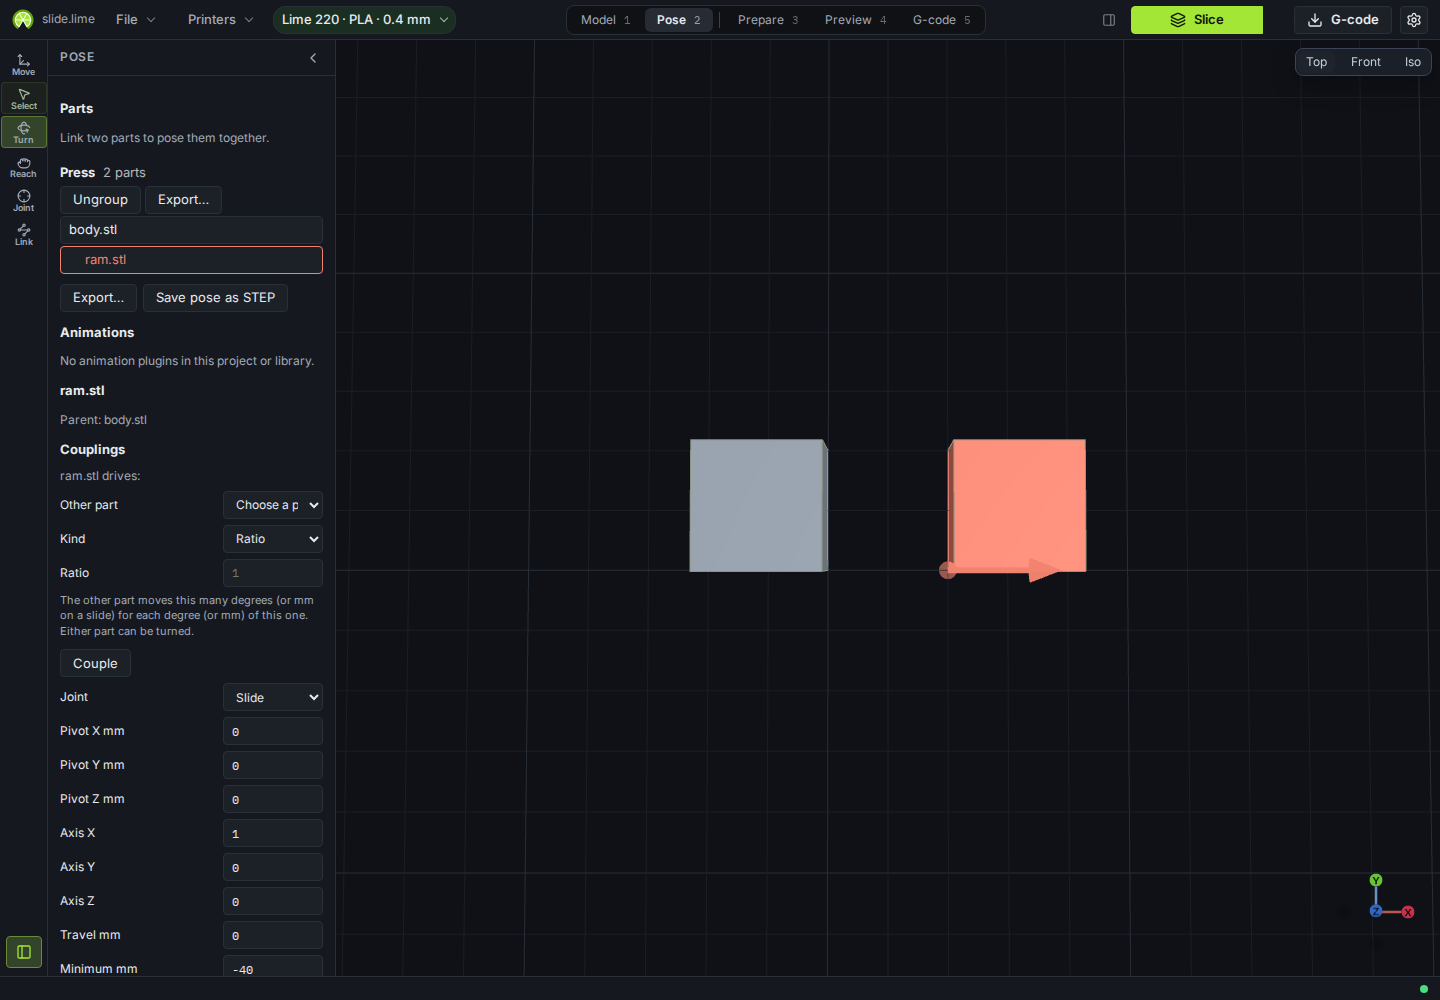 slide.lime File Printers Lime 220 · PLA · 0.4 mm Model 1 Pose 2 Prepare 3 Preview 4 G-code 5 Slice G-code
Top Front Iso
Move
Select
Turn
Reach
Joint
Link
POSE
Parts
Link two parts to pose them together.
Press 2 parts
Ungroup Export...
body.stl
ram.stl
Export... Save pose as STEP
Animations
No animation plugins in this project or library.
ram.stl
Parent: body.stl
Couplings
ram.stl drives:
Other part Choose a p
Kind Ratio
Ratio 1
The other part moves this many degrees (or mm
on a slide) for each degree (or mm) of this one.
Either part can be turned.
Couple
Joint Slide
Pivot X mm 0
Pivot Y mm 0
Pivot Z mm 0
Axis X 1
Axis Y 0
Axis Z 0
Travel mm 0
Minimum mm -40
Y
Z X